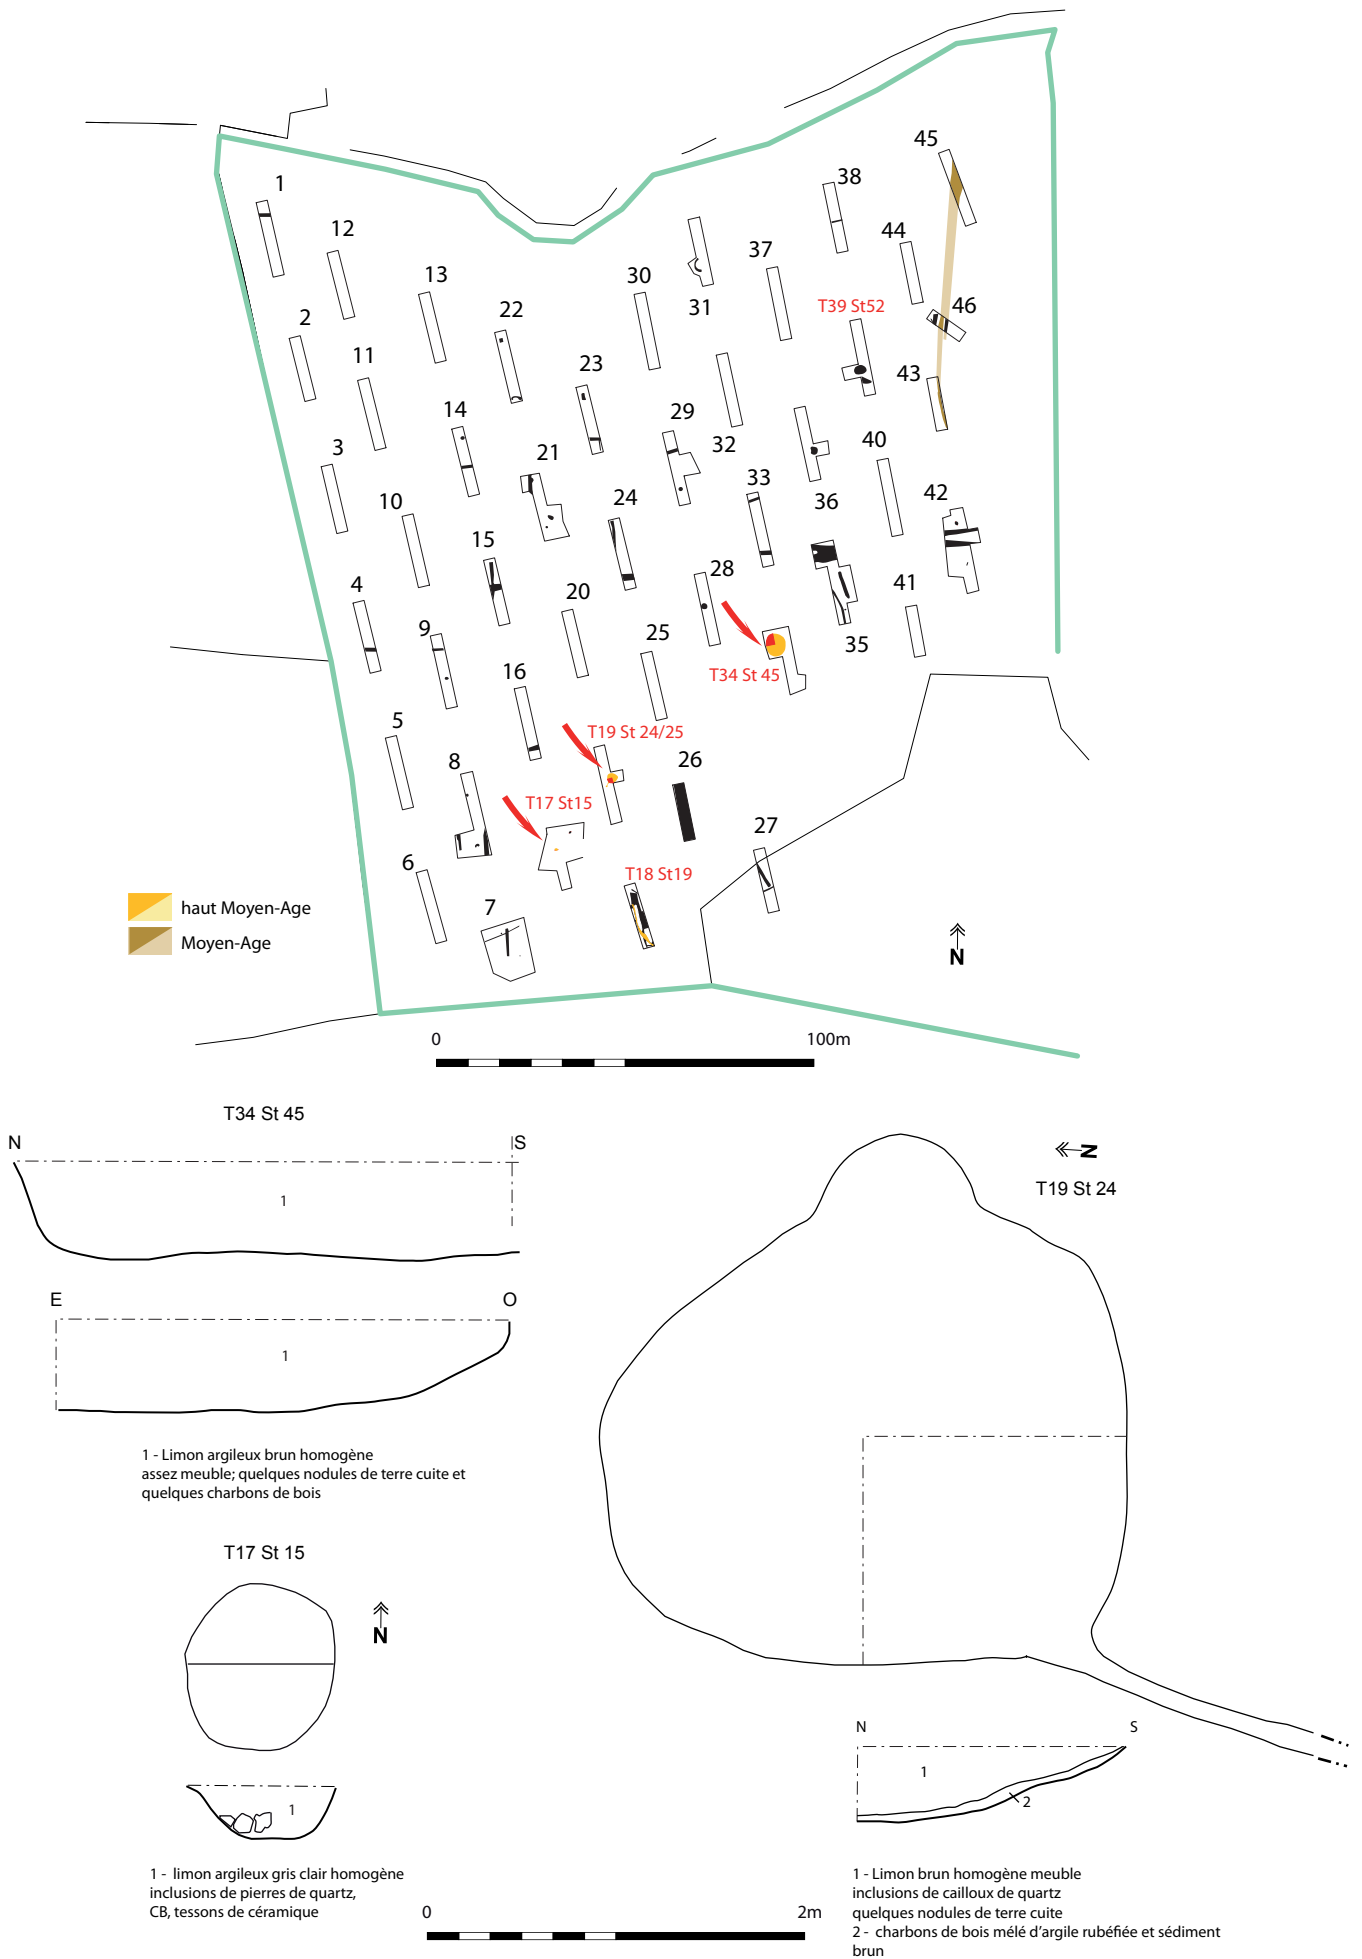 45
38
1
12
44
37
13
30
22
31
T39 St52
46
2
11
23
43
14
29
3
21
32
40
33
10
24
36
42
15
28
4
20
41
9
25
35
16
T34 St 45
5
T19 St 24/25
8
26
T17 St15
27
6
T18 St19
haut Moyen-Age
7
Moyen-Age
N
0
100m
T34 St 45
N
S
1
N
T19 St 24
E
O
1
1 - Limon argileux brun homogène
assez meuble; quelques nodules de terre cuite et
quelques charbons de bois
T17 St 15
N
1
N
S
1
2
1 - limon argileux gris clair homogène
inclusions de pierres de quartz,
CB, tessons de céramique
1 - Limon brun homogène meuble
inclusions de cailloux de quartz
quelques nodules de terre cuite
2 - charbons de bois mélé d'argile rubéfiée et sédiment
brun
0
2m